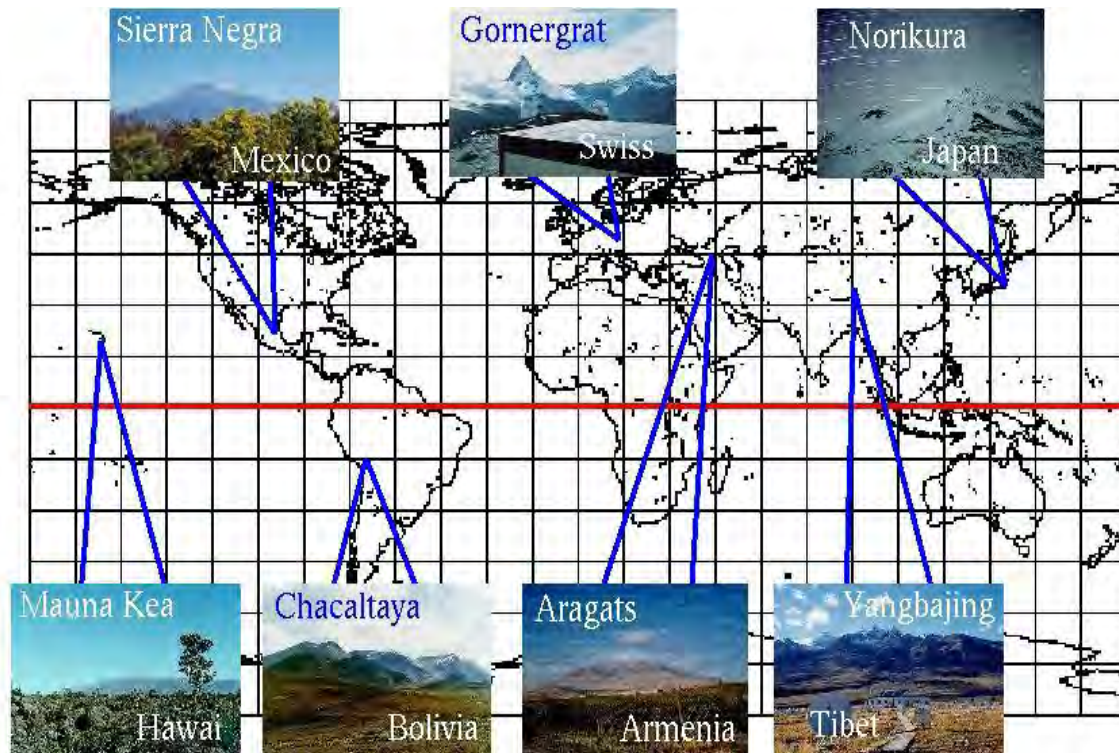 Sierra Negra
Mexico
Gornergrat
Swiss
Norikura
Japan
Mauna Kea
Hawai
Chacaltaya
Bolivia
Aragats
Armenia
Yangbajing
Tibet